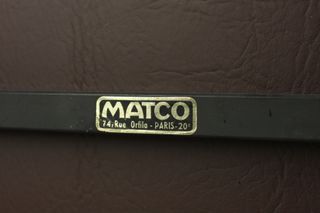 MATCO
74, Rue Orfila - PARIS - 20e